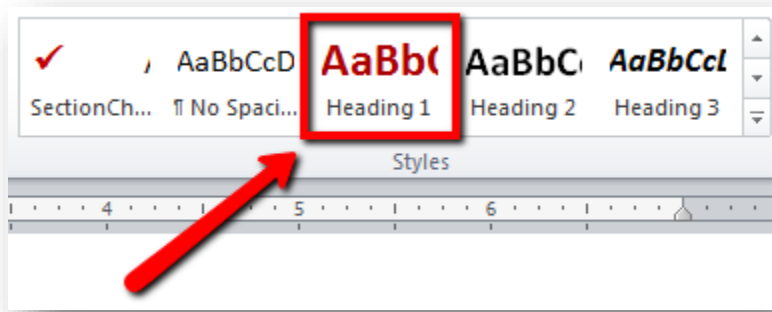 AaBbCcD AaBb( AaBbC AaBbCcL
SectionCh... ¶ No Spaci... Heading 1 Heading 2 Heading 3
Styles
4 5 6